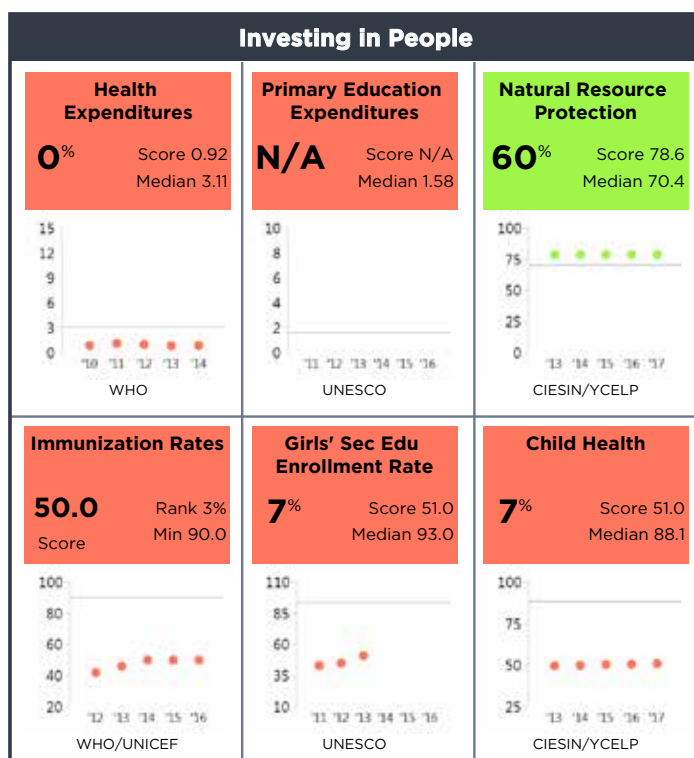 Investing in People
Health
Expenditures
0%
Score 0.92
Median 3.11
15
12
9
6
3
0
'10 '11 '12 '13 '14
WHO
Primary Education
Expenditures
N/A
Score N/A
Median 1.58
10
8
6
4
2
0
'11 '12 '13 '14 '15 '16
UNESCO
Natural Resource
Protection
60%
Score 78.6
Median 70.4
100
75
50
25
0
'13 '14 '15 '16 '17
CIESIN/YCELP
Immunization Rates
50.0
Score
Rank 3%
Min 90.0
100
80
60
40
20
'12 '13 '14 '15 '16
WHO/UNICEF
Girls' Sec Edu
Enrollment Rate
7%
Score 51.0
Median 93.0
110
85
60
35
10
'11 '12 '13 '14 '15 '16
UNESCO
Child Health
7%
Score 51.0
Median 88.1
100
75
50
25
'13 '14 '15 '16 '17
CIESIN/YCELP